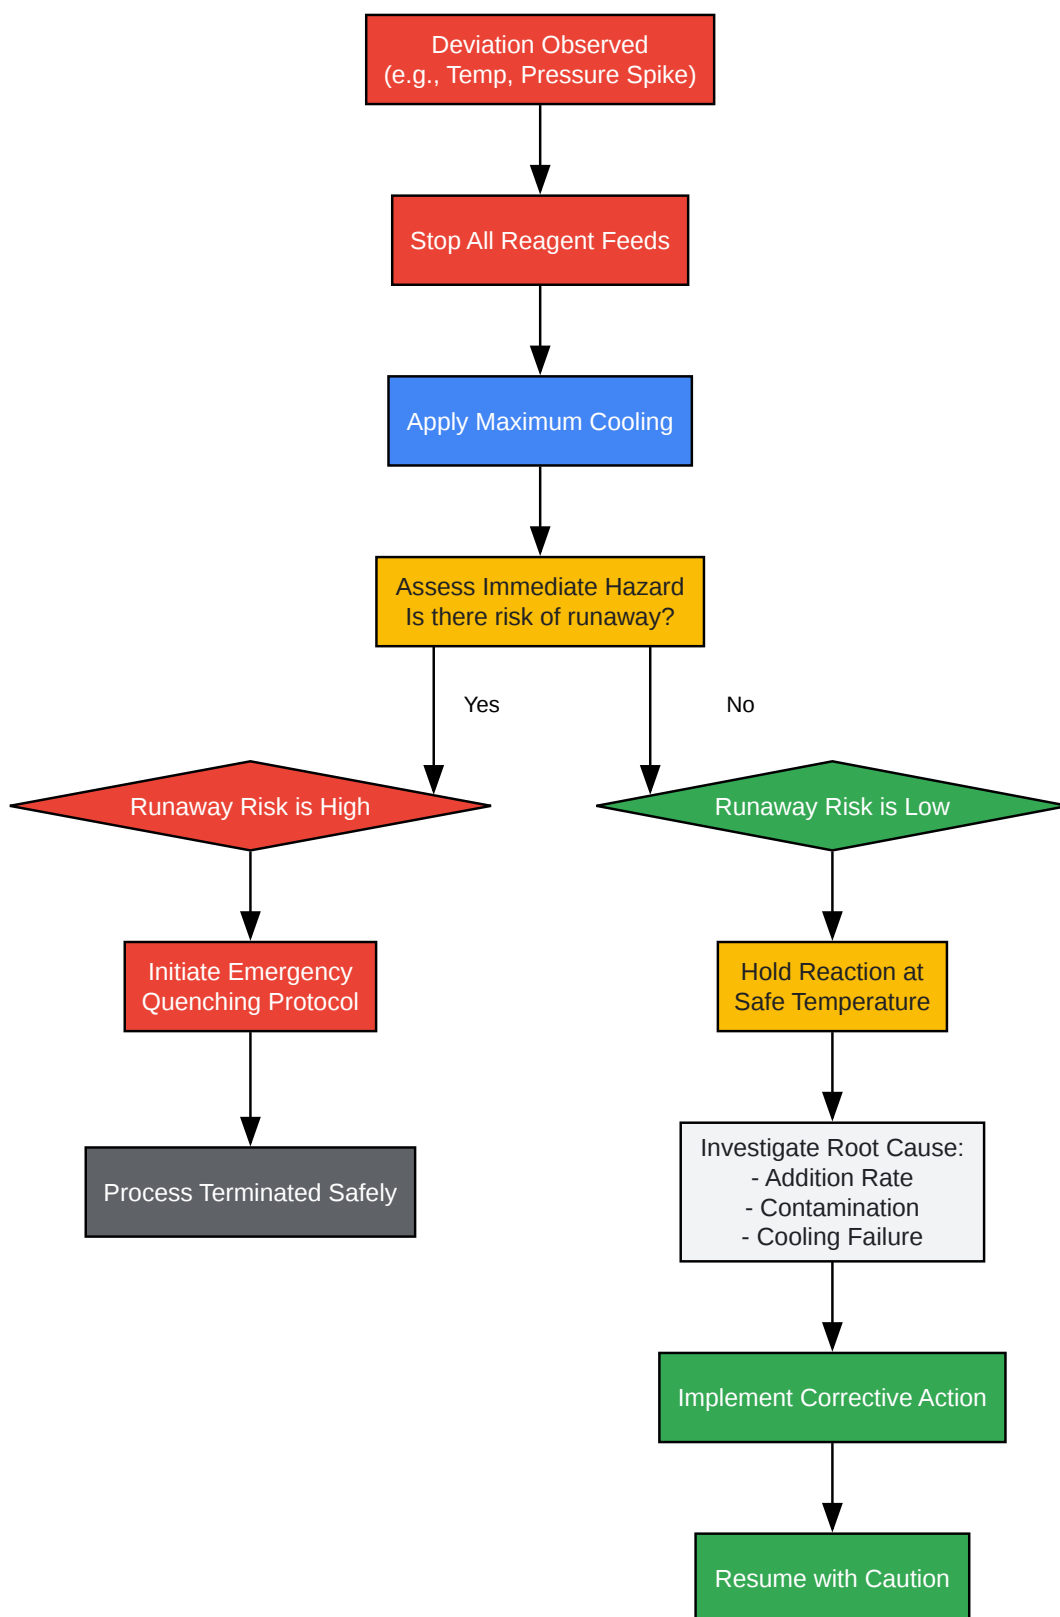 Deviation Observed
(e.g., Temp, Pressure Spike)
Stop All Reagent Feeds
Apply Maximum Cooling
Assess Immediate Hazard
Is there risk of runaway?
Yes
No
Runaway Risk is High
Runaway Risk is Low
Initiate Emergency
Quenching Protocol
Hold Reaction at
Safe Temperature
Process Terminated Safely
Investigate Root Cause:
- Addition Rate
- Contamination
- Cooling Failure
Implement Corrective Action
Resume with Caution